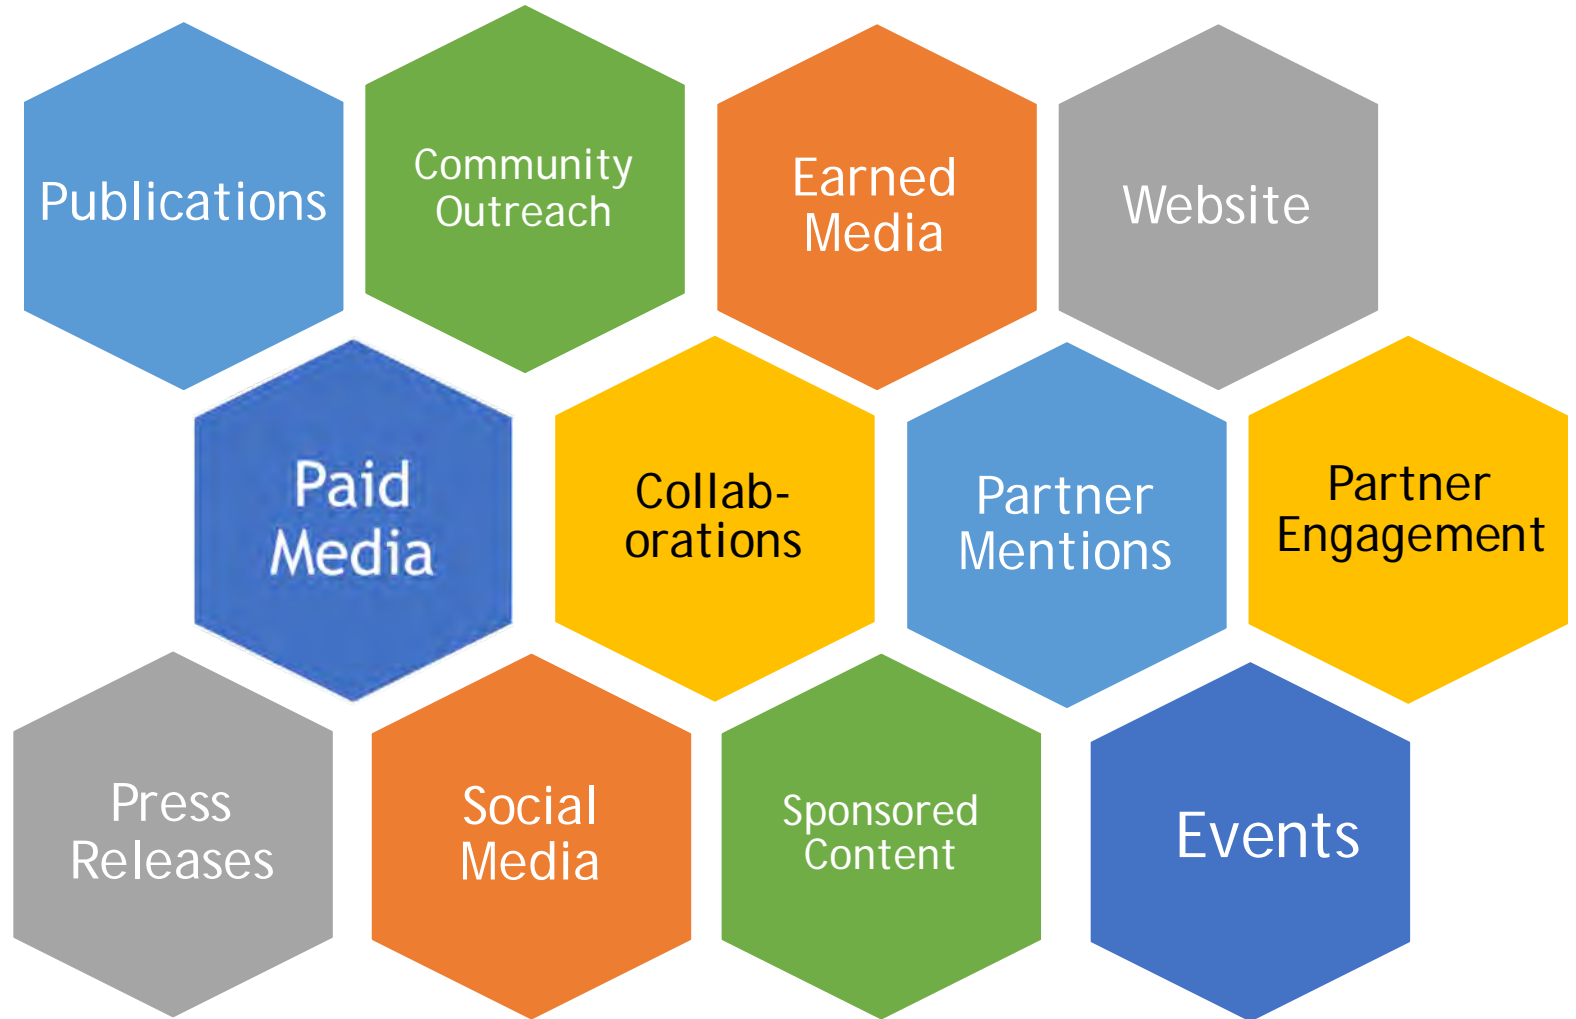 Publications
Community
Outreach
Earned
Media
Website
Paid
Media
Collab-
orations
Partner
Mentions
Partner
Engagement
Press
Releases
Social
Media
Sponsored
Content
Events